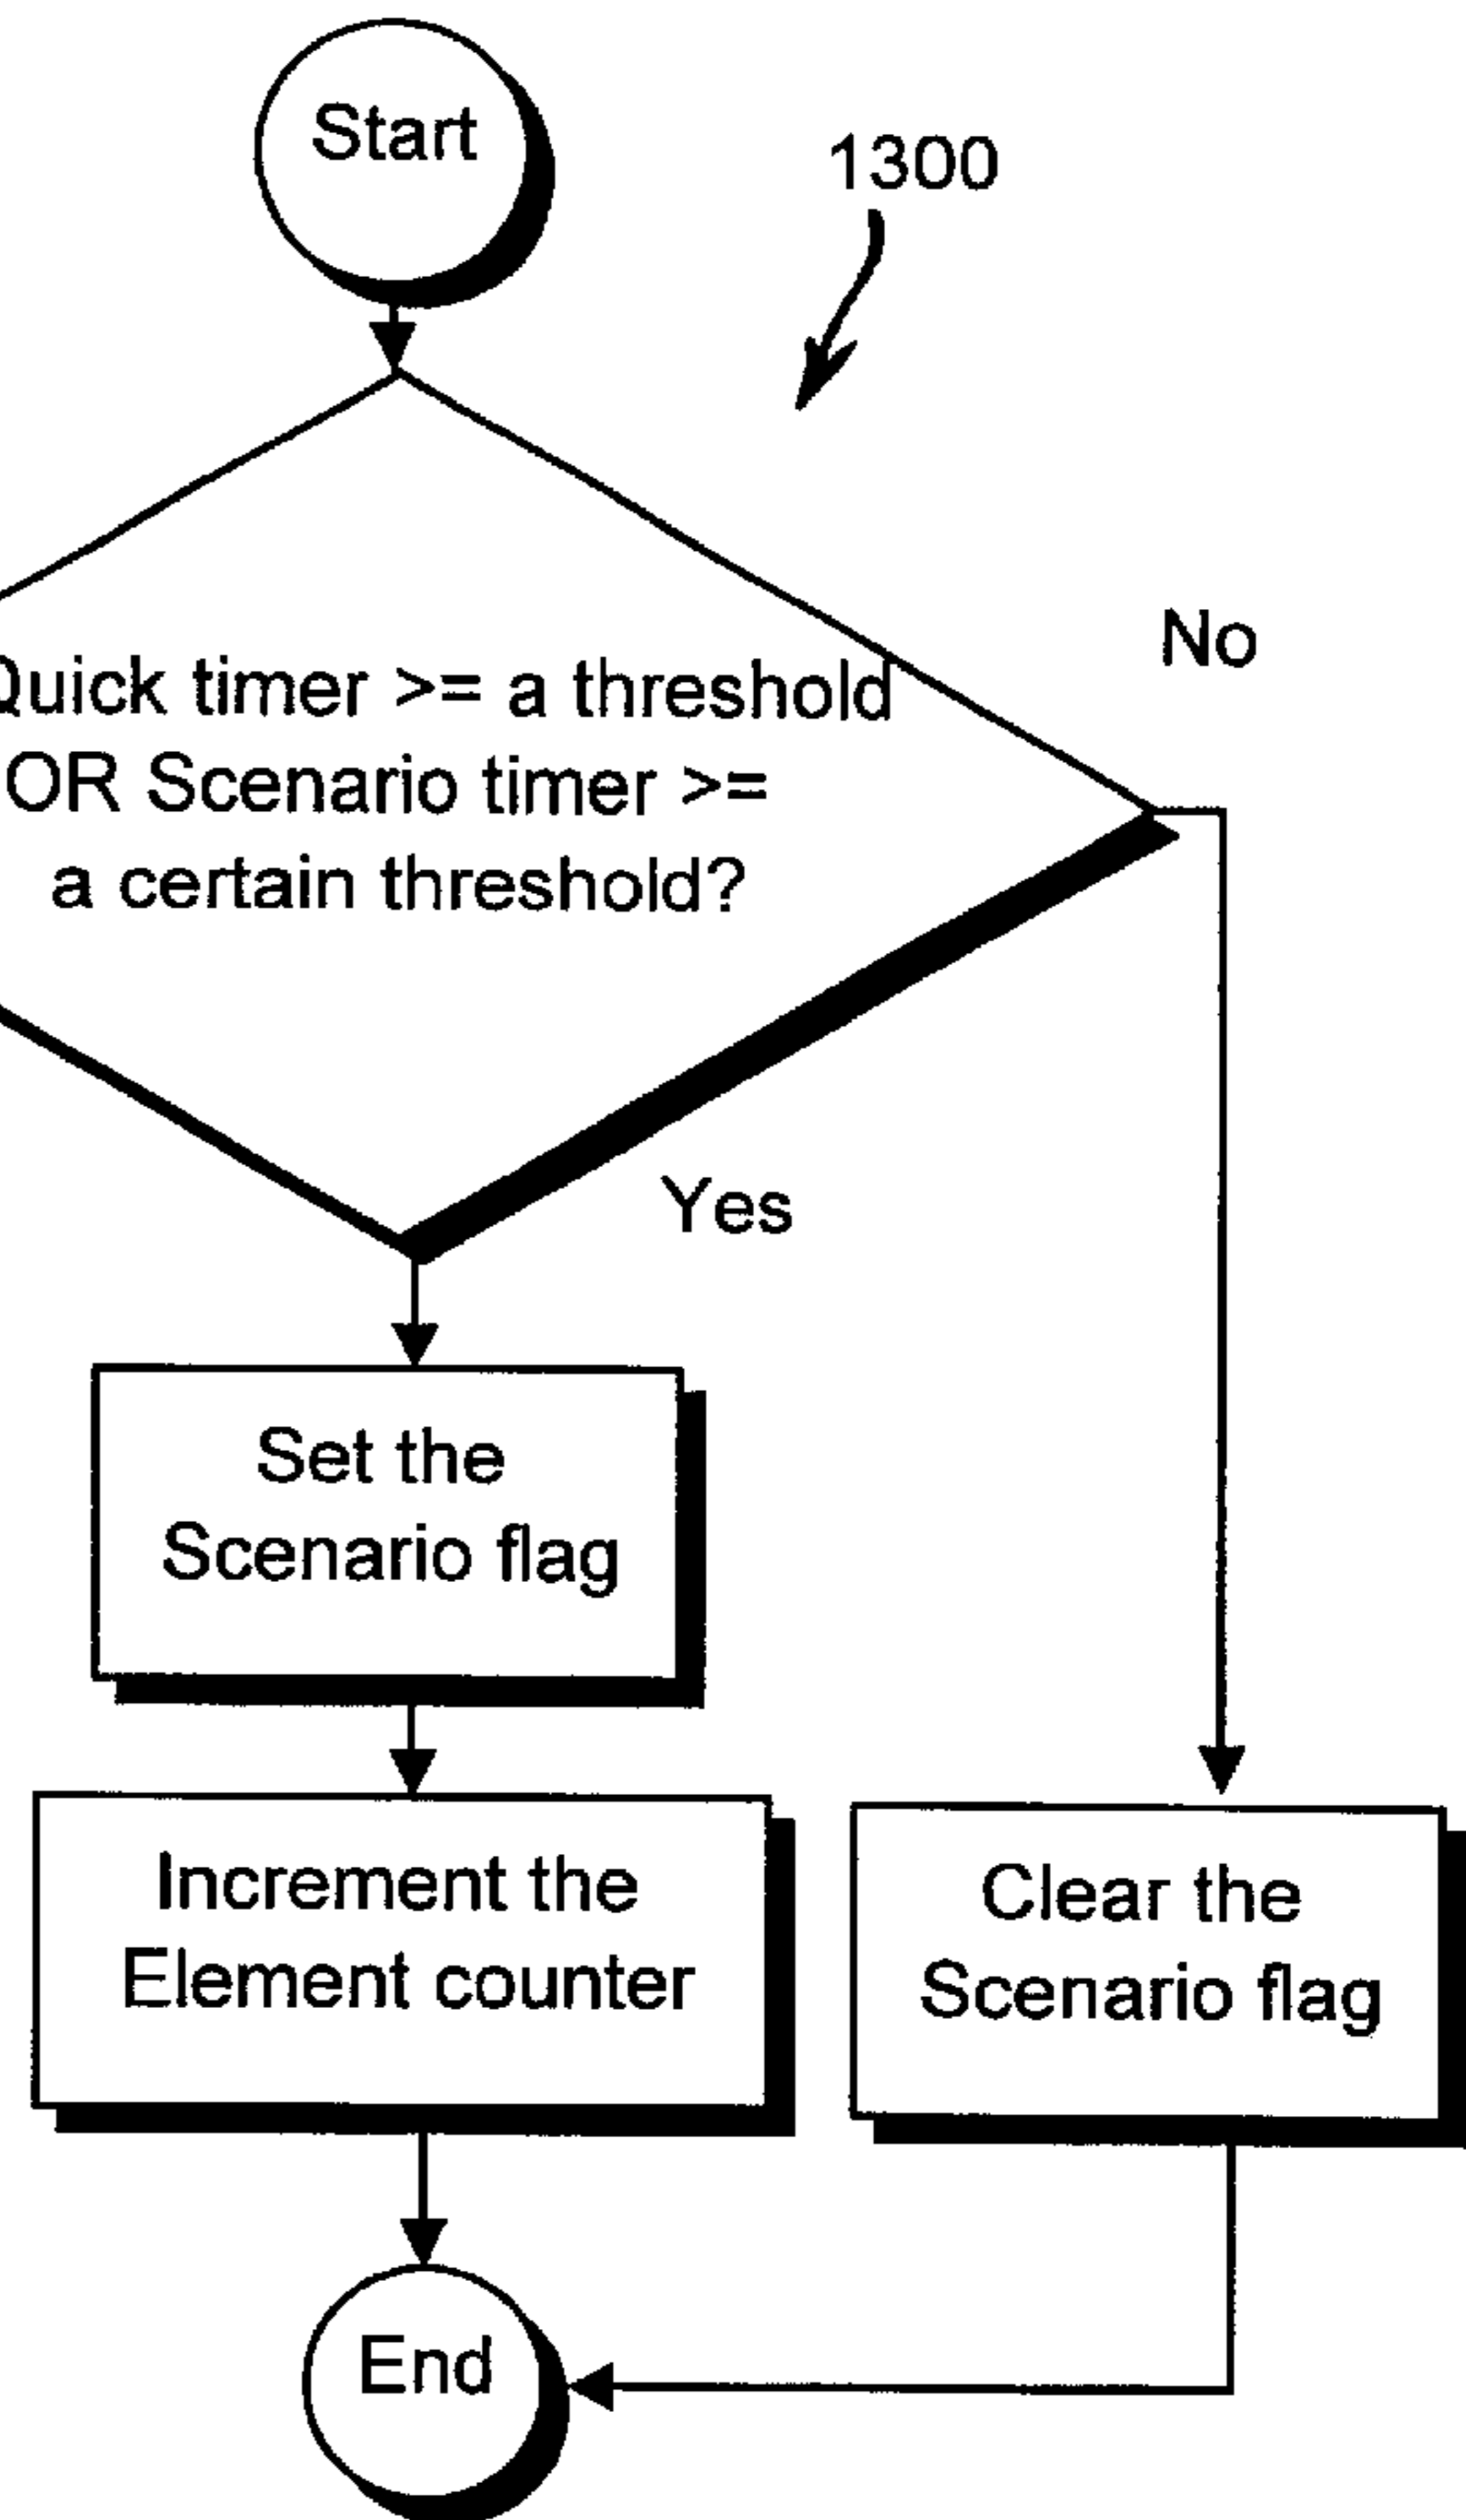 Start
1300
Quick timer >= a threshold
OR Scenario timer >=
a certain threshold?
No
Yes
Set the
Scenario flag
Increment the
Element counter
Clear the
Scenario flag
End